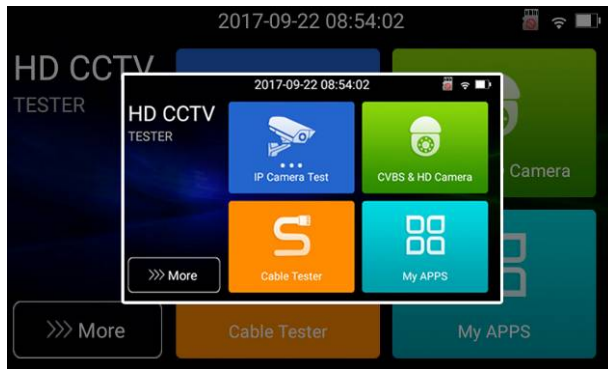 2017-09-22 08:54:02
HD CCTV
TESTER
Camera
>>> More
Cable Tester
My APPS
2017-09-22 08:54:02
HD CCTV
TESTER
IP Camera Test
CVBS & HD Camera
>>> More
Cable Tester
My APPS